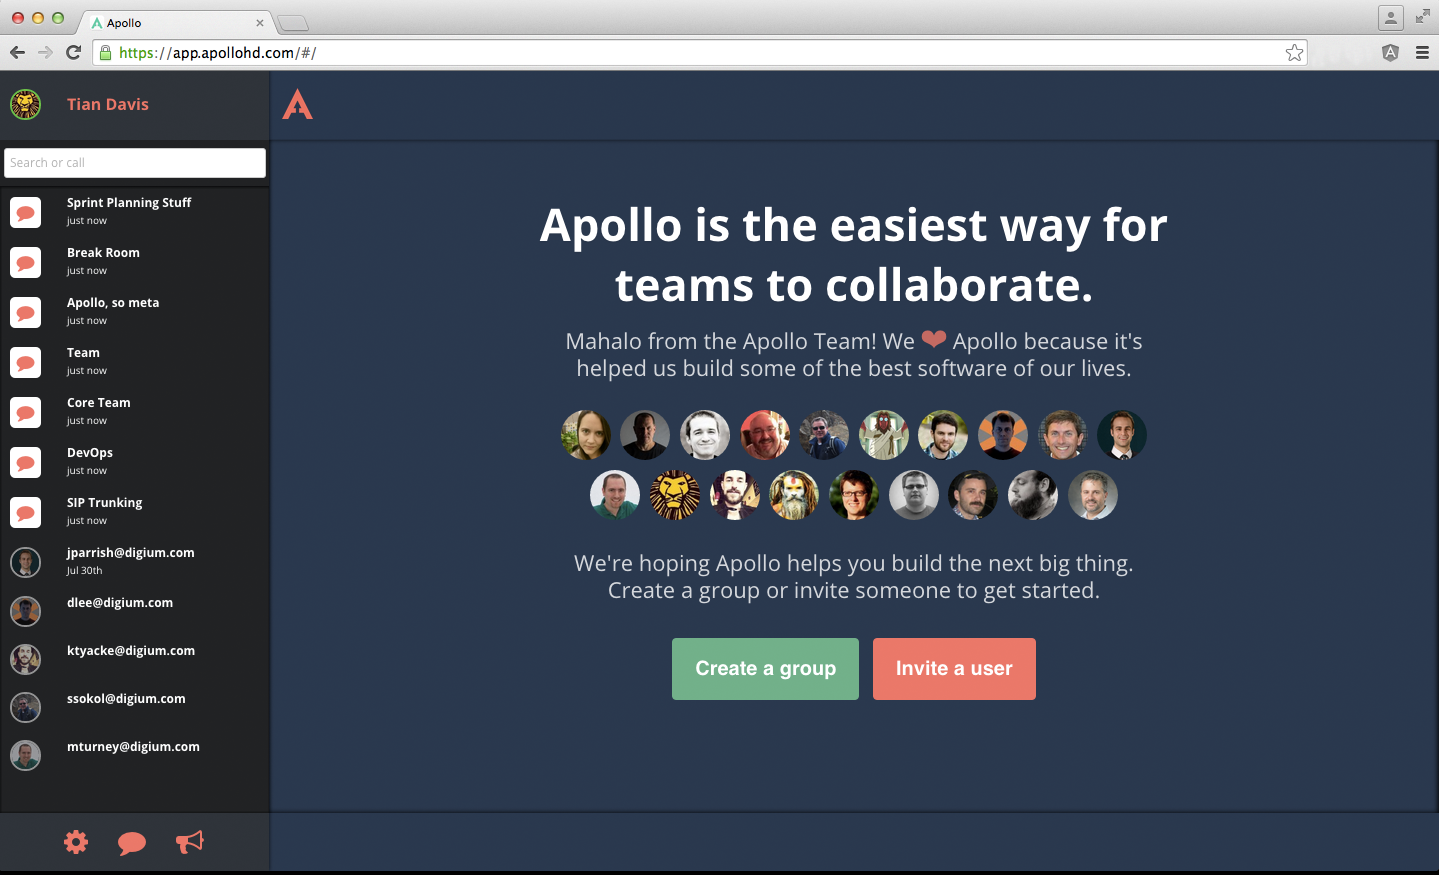 Apollo
https://app.apollohd.com/#/
Tian Davis
Search or call
Sprint Planning Stuff
just now
Break Room
just now
Apollo, so meta
just now
Team
just now
Core Team
just now
DevOps
just now
SIP Trunking
just now
jparrish@digium.com
Jul 30th
dlee@digium.com
ktyacke@digium.com
ssokol@digium.com
mturney@digium.com
Apollo is the easiest way for
teams to collaborate.
Mahalo from the Apollo Team! We ❤ Apollo because it's
helped us build some of the best software of our lives.
We're hoping Apollo helps you build the next big thing.
Create a group or invite someone to get started.
Create a group
Invite a user